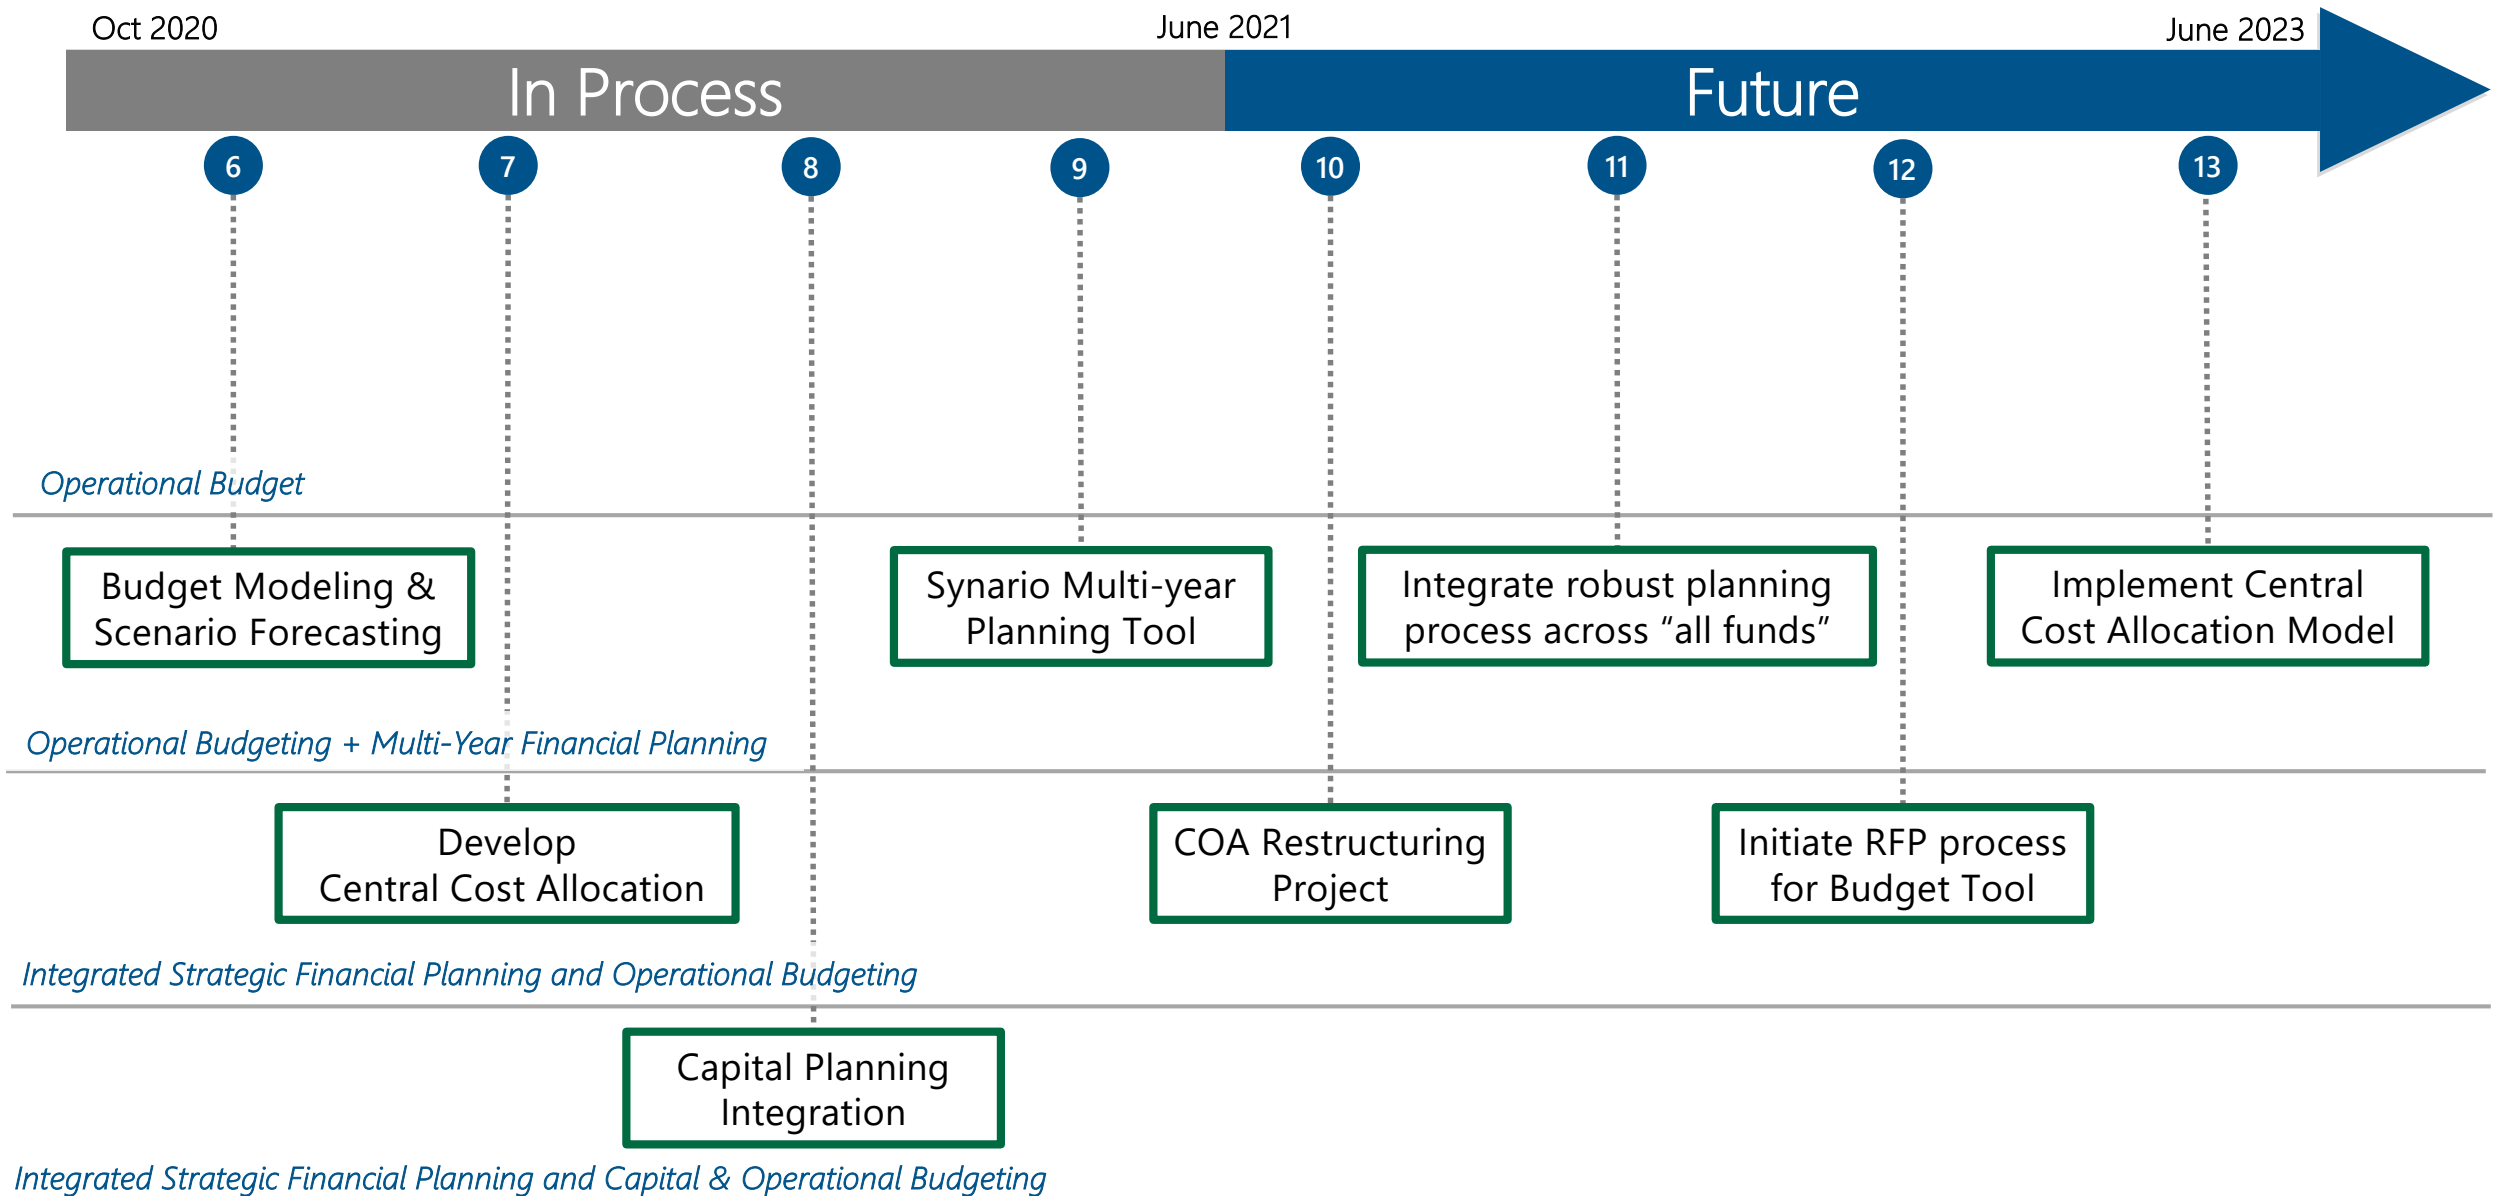 Oct 2020
June 2021
June 2023
In Process
Future
6
7
8
9
10
11
12
13
Operational Budget
Budget Modeling &
Scenario Forecasting
Synario Multi-year
Planning Tool
Integrate robust planning
process across “all funds”
Implement Central
Cost Allocation Model
Operational Budgeting + Multi-Year Financial Planning
Develop
Central Cost Allocation
COA Restructuring
Project
Initiate RFP process
for Budget Tool
Integrated Strategic Financial Planning and Operational Budgeting
Capital Planning
Integration
Integrated Strategic Financial Planning and Capital & Operational Budgeting